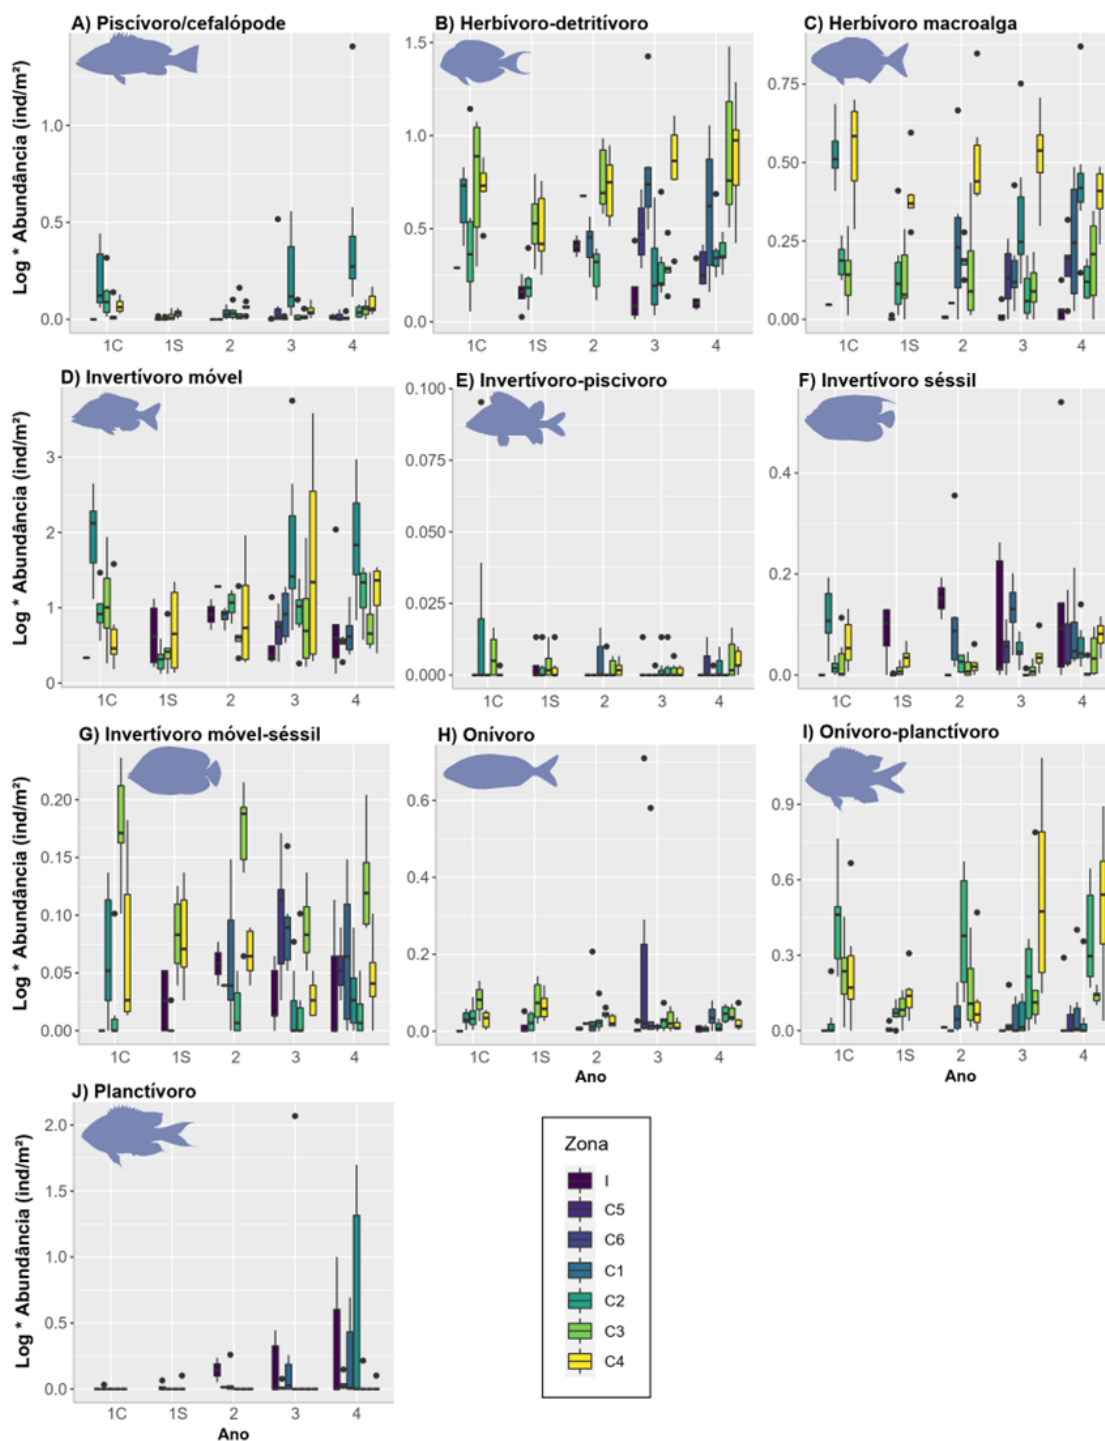 A) Piscívoro/cefalópode
B) Herbívoro-detritívoro
C) Herbívoro macroalga
Log * Abundância (ind/m²)
1.0
0.5
0.0
1C 1S 2 3 4
1.5
1.0
0.5
0.0
1C 1S 2 3 4
0.75
0.50
0.25
0.00
1C 1S 2 3 4
D) Invertívoro móvel
E) Invertívoro-piscivoro
F) Invertívoro séssil
Log * Abundância (ind/m²)
3
2
1
0
1C 1S 2 3 4
0.100
0.075
0.050
0.025
0.000
1C 1S 2 3 4
0.4
0.2
0.0
1C 1S 2 3 4
G) Invertívoro móvel-séssil
H) Onívoro
I) Onívoro-planctívoro
Log * Abundância (ind/m²)
0.20
0.15
0.10
0.05
0.00
1C 1S 2 3 4
0.6
0.4
0.2
0.0
1C 1S 2 3 4
Ano
0.9
0.6
0.3
0.0
1C 1S 2 3 4
Ano
J) Planctívoro
Log * Abundância (ind/m²)
2.0
1.5
1.0
0.5
0.0
1C 1S 2 3 4
Ano
Zona
I
C5
C6
C1
C2
C3
C4